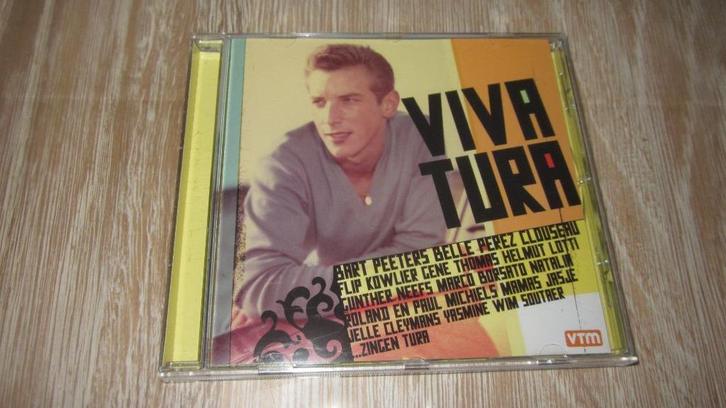 VIVA
TURA
BART PEETERS BELLE PEREZ CLOUSEAU
FLIP KOWLIER GENE THOMAS HELMUT LOTTI
GUNTHER NEEFS MARCO BORSATO NATALIA
ROLAND EN PAUL MICHIELS MAMAS JASJE
JELLE CLEYMANS YASMINE WIM SOUTAER
...ZINGEN TURA
VTM